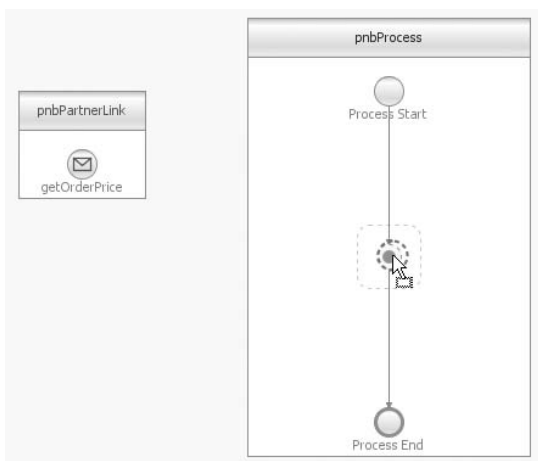 pnbProcess
pnbPartnerLink
Process Start
getOrderPrice
Process End